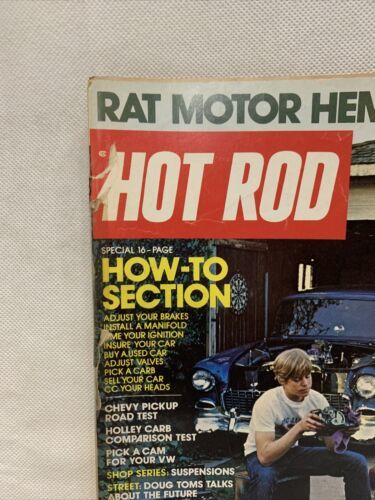 RAT MOTOR HEM
HOT ROD
SPECIAL 16-PAGE
HOW-TO
SECTION
ADJUST YOUR BRAKES
INSTALL A MANIFOLD
TIME YOUR IGNITION
INSURE YOUR CAR
BUY A USED CAR
ADJUST VALVES
PICK A CARB
SELL YOUR CAR
CC YOUR HEADS
CHEVY PICKUP
ROAD TEST
HOLLEY CARB
COMPARISON TEST
PICK A CAM
FOR YOUR VW
SHOP SERIES: SUSPENSIONS
STREET: DOUG TOMS TALKS
ABOUT THE FUTURE